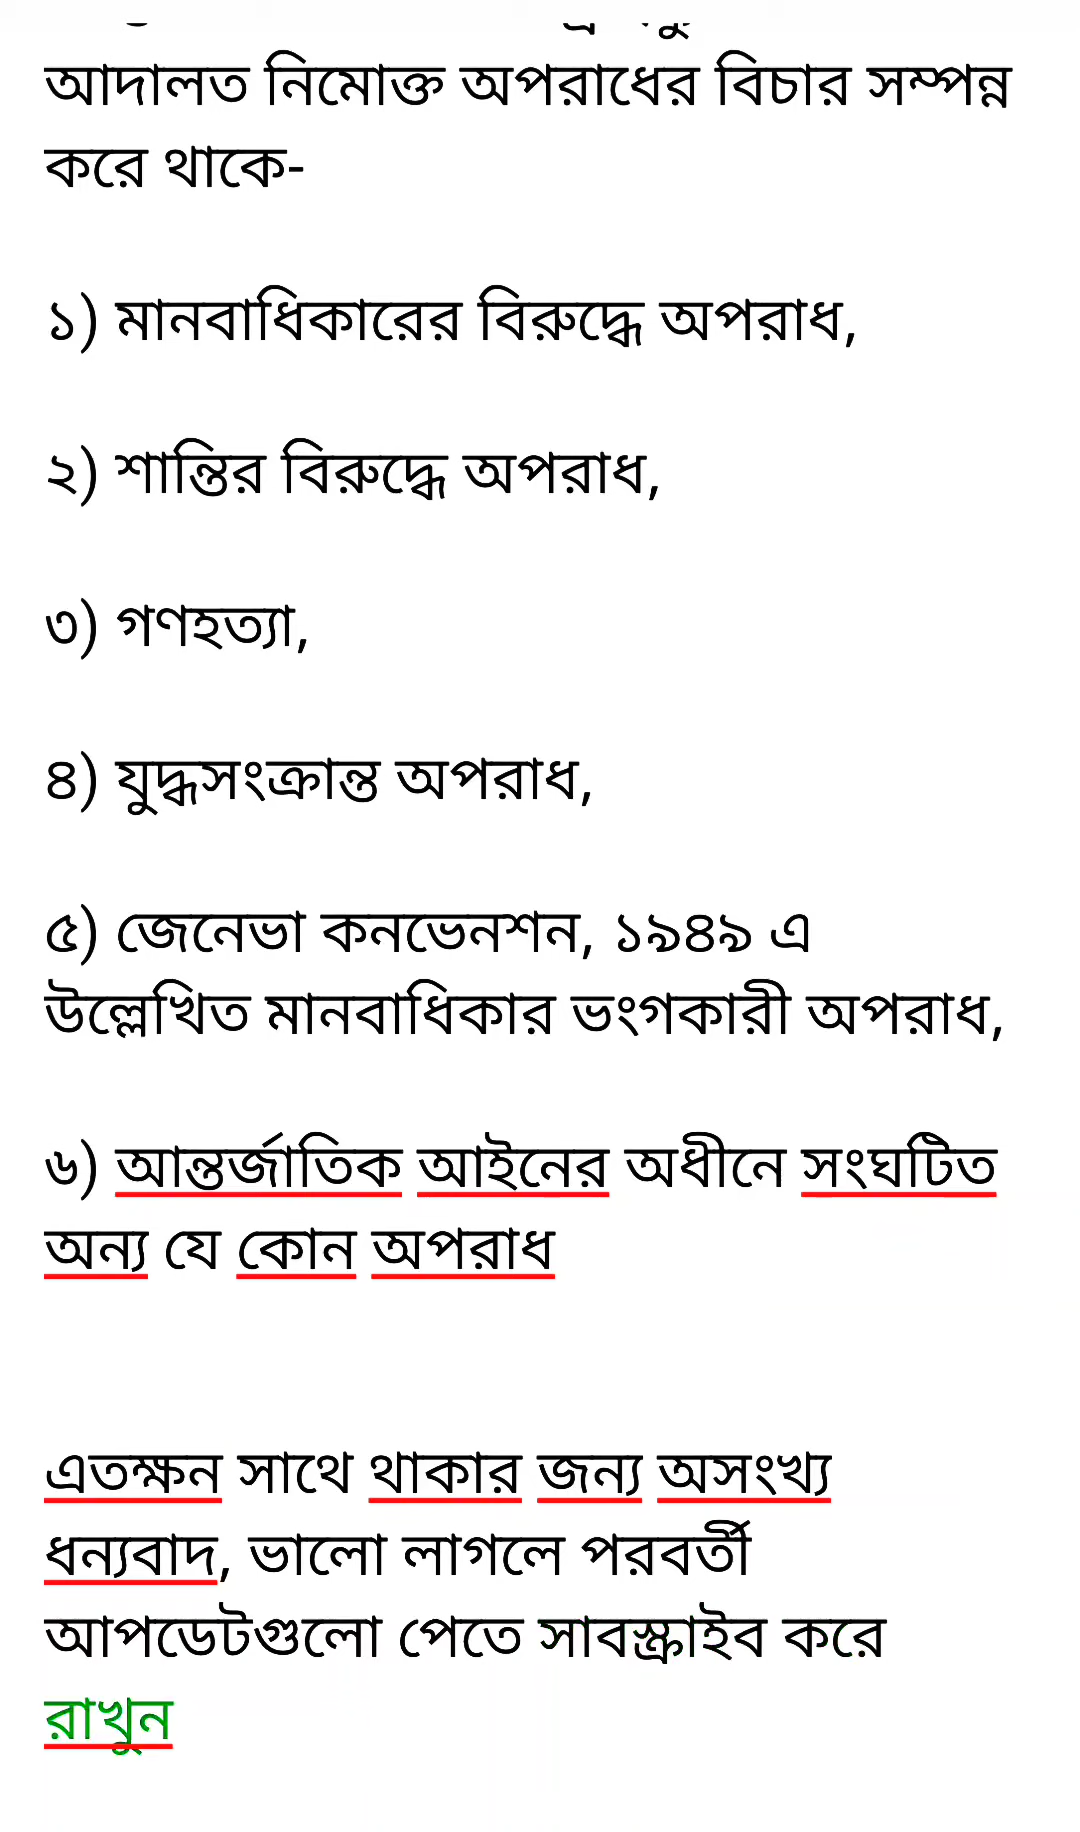 আদালত নিমোক্ত অপরাধের বিচার সম্পন্ন
করে থাকে-
১) মানবাধিকারের বিরুদ্ধে অপরাধ,
২) শান্তির বিরুদ্ধে অপরাধ,
৩) গণহত্যা,
৪) যুদ্ধসংক্রান্ত অপরাধ,
৫) জেনেভা কনভেনশন, ১৯৪৯ এ
উল্লেখিত মানবাধিকার ভংগকারী অপরাধ,
৬) আন্তর্জাতিক আইনের অধীনে সংঘটিত
অন্য যে কোন অপরাধ
এতক্ষন সাথে থাকার জন্য অসংখ্য
ধন্যবাদ, ভালো লাগলে পরবর্তী
আপডেটগুলো পেতে সাবস্ক্রাইব করে
রাখুন